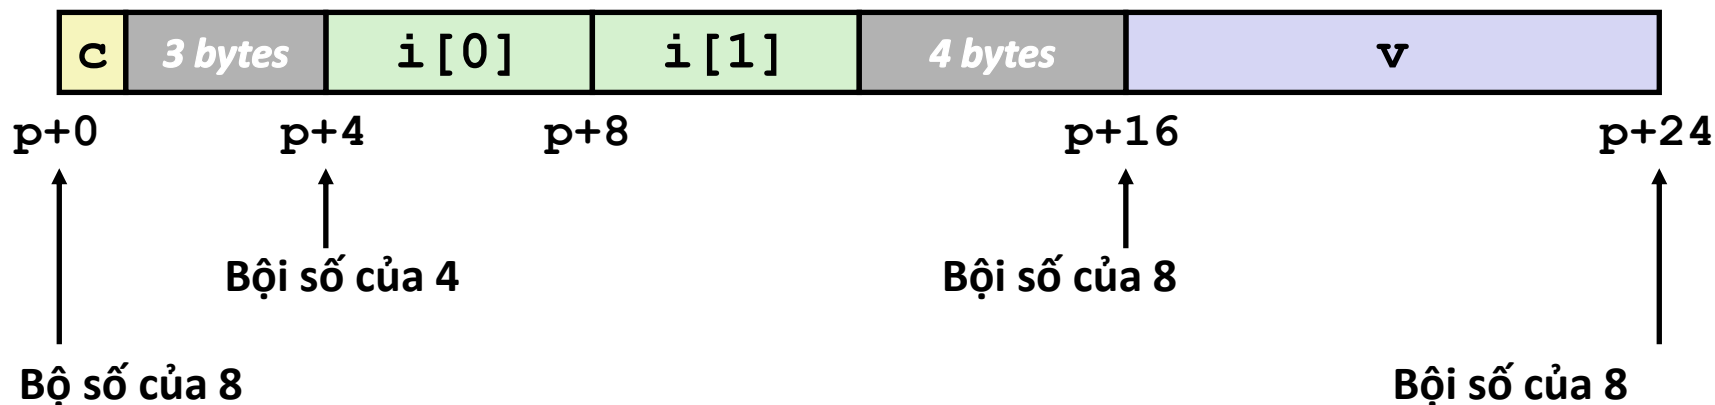 c 3 bytes i[0] i[1] 4 bytes v
p+0 p+4 p+8 p+16 p+24
Bội số của 4 Bội số của 8
Bộ số của 8 Bội số của 8